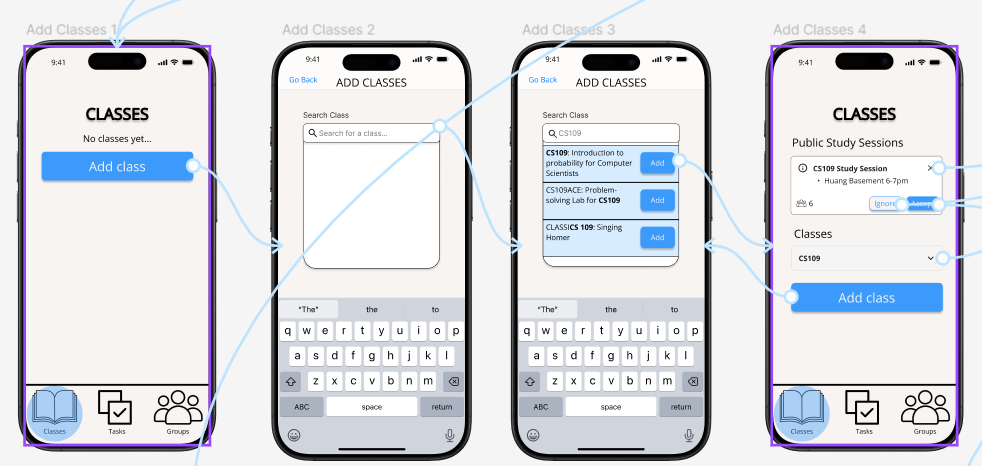 Add Classes 1
9:41
CLASSES
No classes yet...
Add class
Classes
Tasks
Groups
Add Classes 2
9:41
Go Back
ADD CLASSES
Search Class
Search for a class...
"The"
the
to
q w e r t y u i o p
a s d f g h j k l
z x c v b n m
ABC
space
return
Add Classes 3
9:41
Go Back
ADD CLASSES
Search Class
CS109
CS109: Introduction to
probability for Computer
Scientists
Add
CS109ACE: Problem-
solving Lab for CS109
Add
CLASSICS 109: Singing
Homer
Add
"The"
the
to
q w e r t y u i o p
a s d f g h j k l
z x c v b n m
ABC
space
return
Add Classes 4
9:41
CLASSES
Public Study Sessions
CS109 Study Session
• Huang Basement 6-7pm
6
Ignore
Accept
Classes
CS109
Add class
Classes
Tasks
Groups